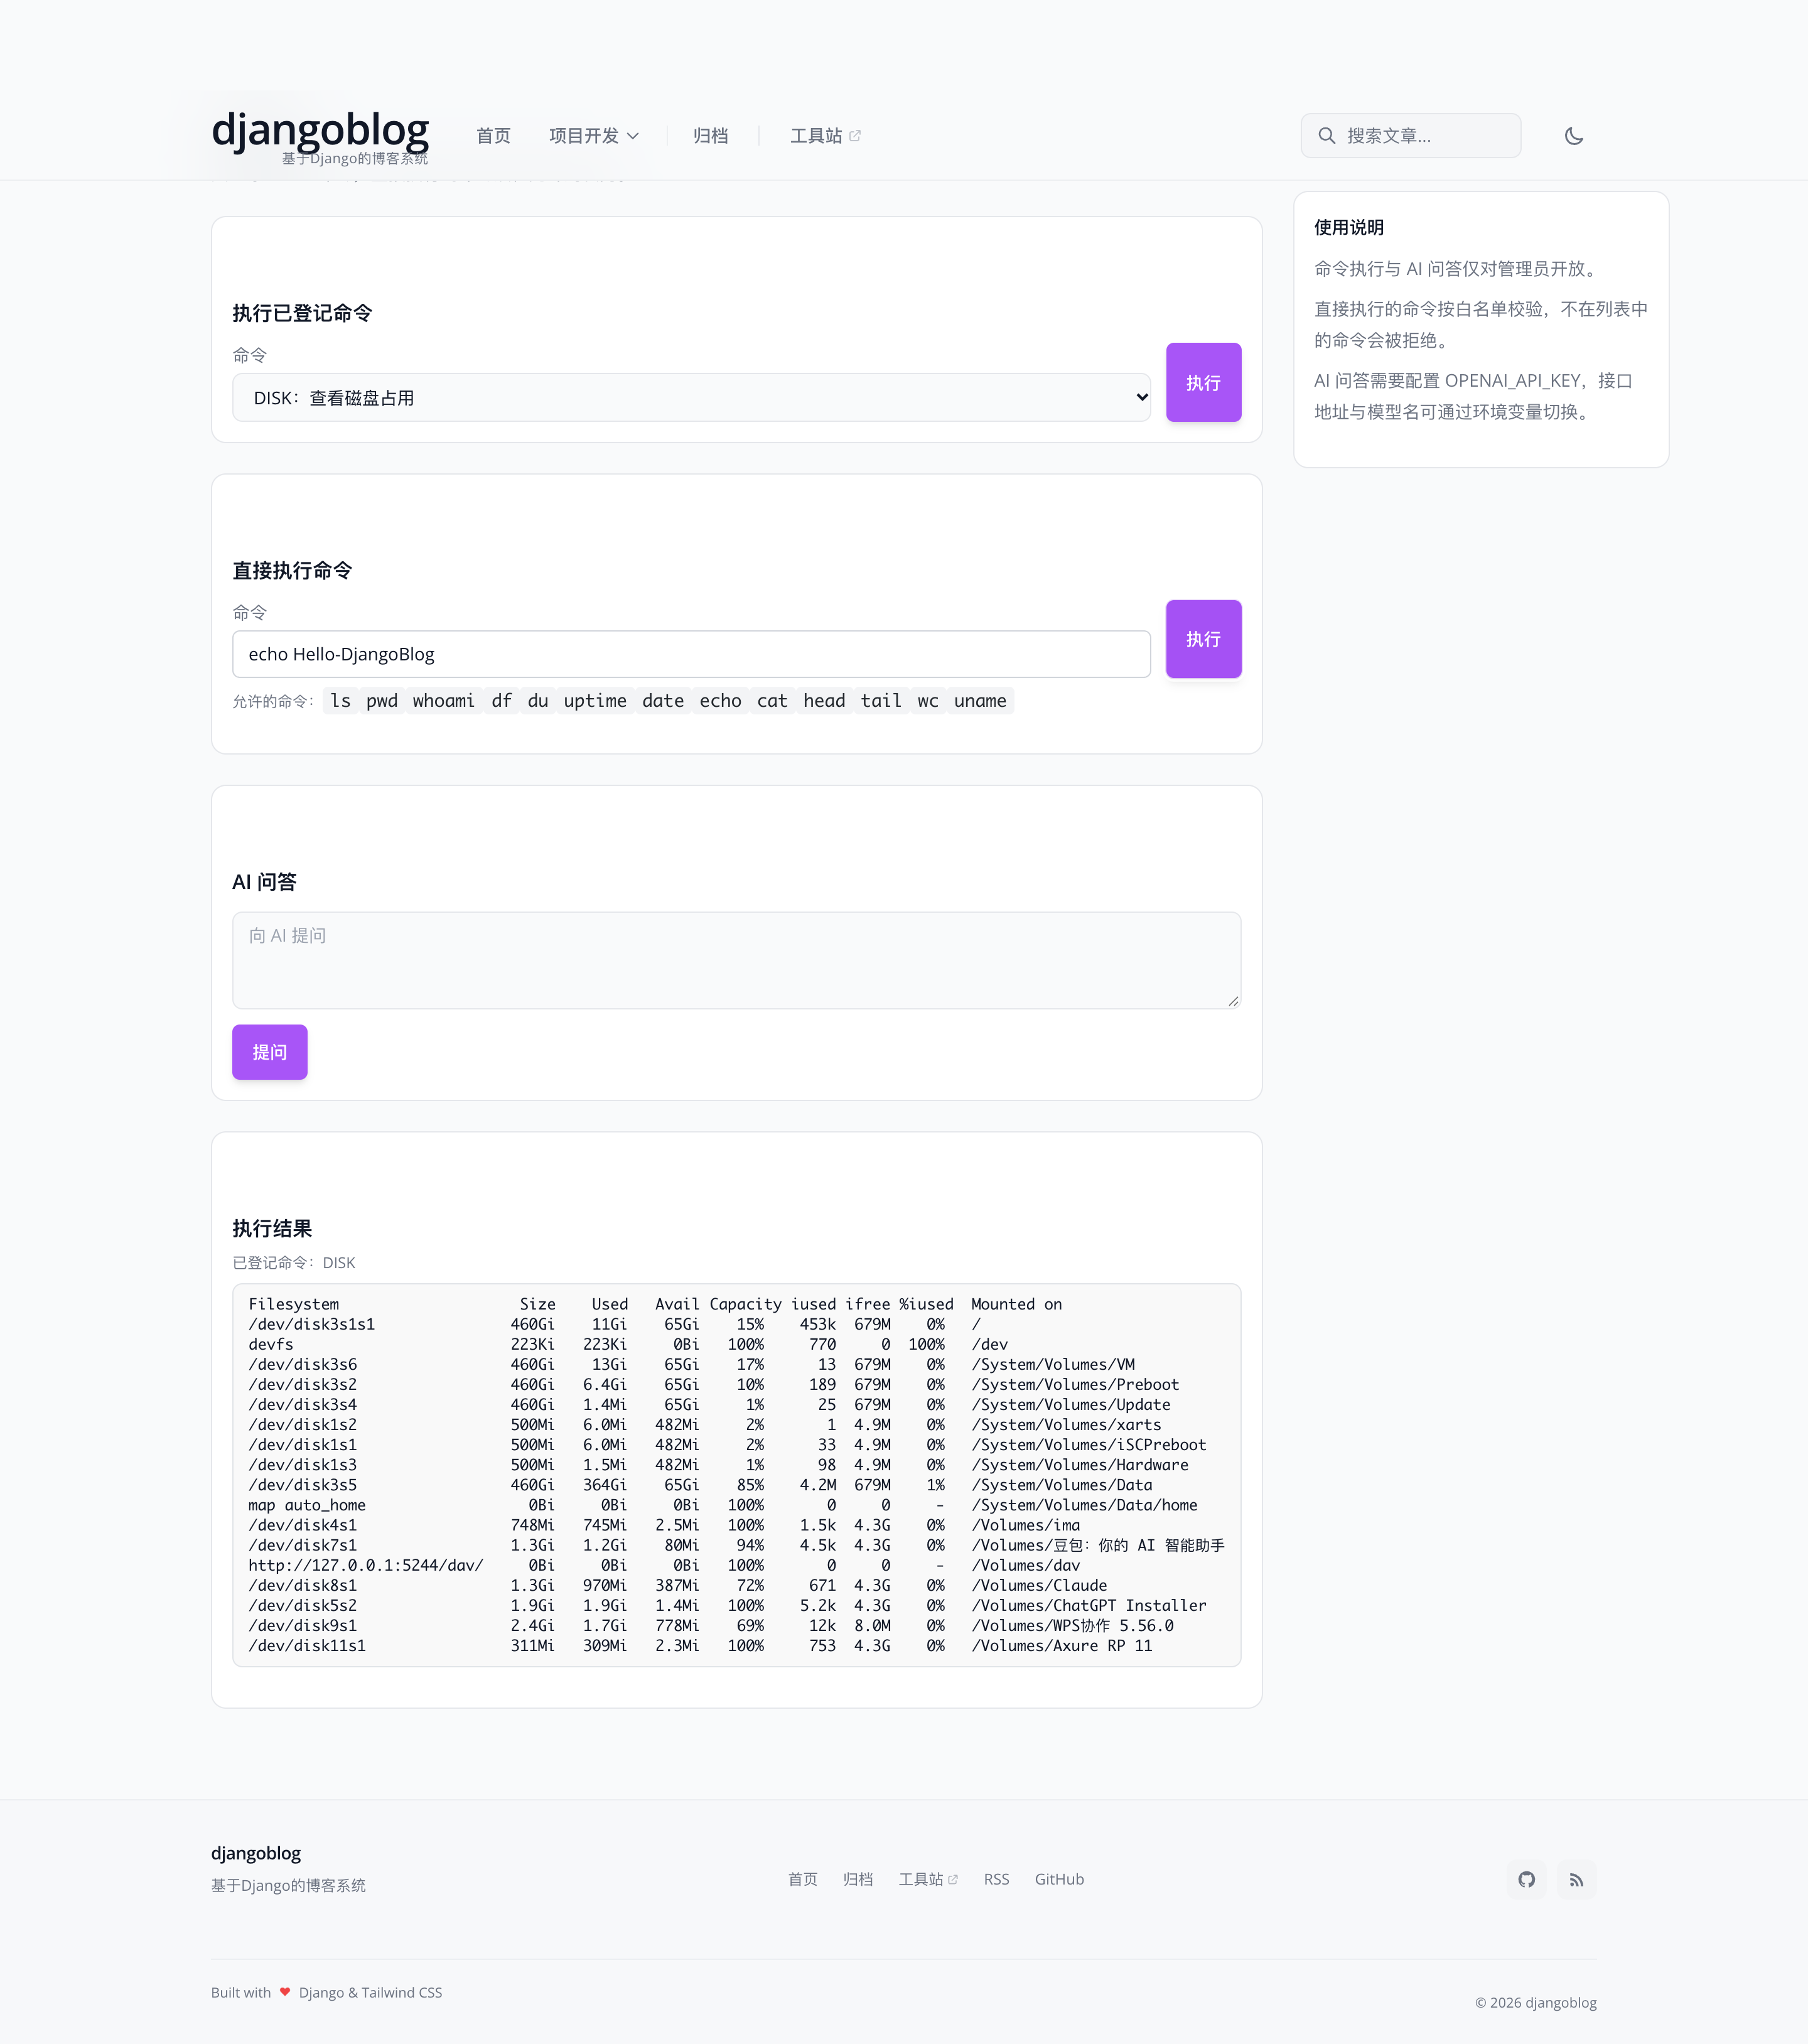 djangoblog
基于Django的博客系统
首页
项目开发
归档
工具站
搜索文章...
执行已登记命令
命令
DISK：查看磁盘占用
执行
直接执行命令
命令
echo Hello-DjangoBlog
执行
允许的命令： ls pwd whoami df du uptime date echo cat head tail wc uname
AI 问答
向 AI 提问
提问
执行结果
已登记命令：DISK
Filesystem Size Used Avail Capacity iused ifree %iused Mounted on
/dev/disk3s1s1 460Gi 11Gi 65Gi 15% 453k 679M 0% /
devfs 223Ki 223Ki 0Bi 100% 770 0 100% /dev
/dev/disk3s6 460Gi 13Gi 65Gi 17% 13 679M 0% /System/Volumes/VM
/dev/disk3s2 460Gi 6.4Gi 65Gi 10% 189 679M 0% /System/Volumes/Preboot
/dev/disk3s4 460Gi 1.4Mi 65Gi 1% 25 679M 0% /System/Volumes/Update
/dev/disk1s2 500Mi 6.0Mi 482Mi 2% 1 4.9M 0% /System/Volumes/xarts
/dev/disk1s1 500Mi 6.0Mi 482Mi 2% 33 4.9M 0% /System/Volumes/iSCPreboot
/dev/disk1s3 500Mi 1.5Mi 482Mi 1% 98 4.9M 0% /System/Volumes/Hardware
/dev/disk3s5 460Gi 364Gi 65Gi 85% 4.2M 679M 1% /System/Volumes/Data
map auto_home 0Bi 0Bi 0Bi 100% 0 0 - /System/Volumes/Data/home
/dev/disk4s1 748Mi 745Mi 2.5Mi 100% 1.5k 4.3G 0% /Volumes/ima
/dev/disk7s1 1.3Gi 1.2Gi 80Mi 94% 4.5k 4.3G 0% /Volumes/豆包：你的 AI 智能助手
http://127.0.0.1:5244/dav/ 0Bi 0Bi 0Bi 100% 0 0 - /Volumes/dav
/dev/disk8s1 1.3Gi 970Mi 387Mi 72% 671 4.3G 0% /Volumes/Claude
/dev/disk5s2 1.9Gi 1.9Gi 1.4Mi 100% 5.2k 4.3G 0% /Volumes/ChatGPT Installer
/dev/disk9s1 2.4Gi 1.7Gi 778Mi 69% 12k 8.0M 0% /Volumes/WPS协作 5.56.0
/dev/disk11s1 311Mi 309Mi 2.3Mi 100% 753 4.3G 0% /Volumes/Axure RP 11
使用说明
命令执行与 AI 问答仅对管理员开放。
直接执行的命令按白名单校验，不在列表中
的命令会被拒绝。
AI 问答需要配置 OPENAI_API_KEY，接口
地址与模型名可通过环境变量切换。
djangoblog
基于Django的博客系统
首页
归档
工具站
RSS
GitHub
Built with ❤ Django & Tailwind CSS
© 2026 djangoblog